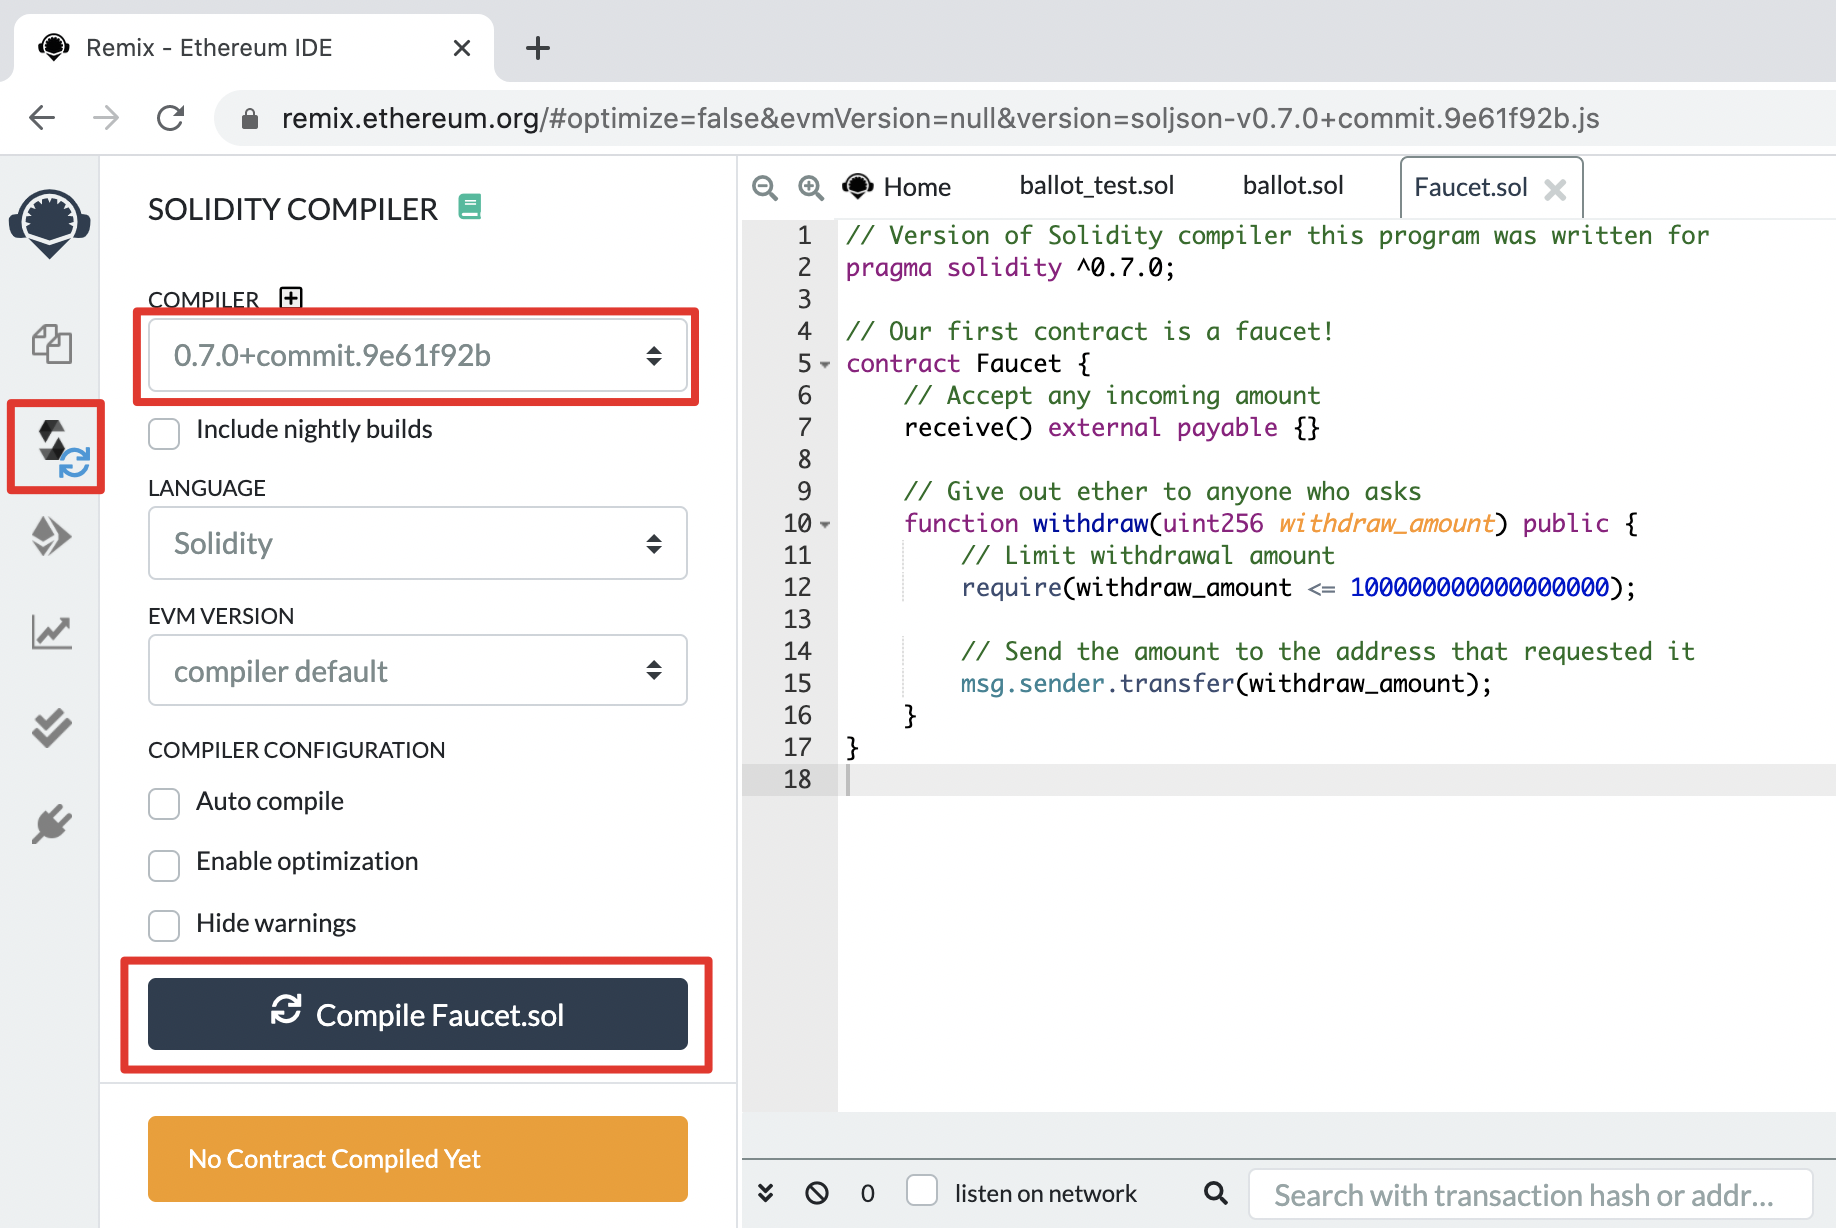 Remix - Ethereum IDE
remix.ethereum.org/#optimize=false&evmVersion=null&version=soljson-v0.7.0+commit.9e61f92b.js
SOLIDITY COMPILER
COMPILER
0.7.0+commit.9e61f92b
Include nightly builds
LANGUAGE
Solidity
EVM VERSION
compiler default
COMPILER CONFIGURATION
Auto compile
Enable optimization
Hide warnings
Compile Faucet.sol
No Contract Compiled Yet
Home ballot_test.sol ballot.sol Faucet.sol
1 // Version of Solidity compiler this program was written for
2 pragma solidity ^0.7.0;
3
4 // Our first contract is a faucet!
5 contract Faucet {
6 // Accept any incoming amount
7 receive() external payable {}
8
9 // Give out ether to anyone who asks
10 function withdraw(uint256 withdraw_amount) public {
11 // Limit withdrawal amount
12 require(withdraw_amount <= 100000000000000000);
13
14 // Send the amount to the address that requested it
15 msg.sender.transfer(withdraw_amount);
16 }
17 }
18
0 listen on network Search with transaction hash or addr...